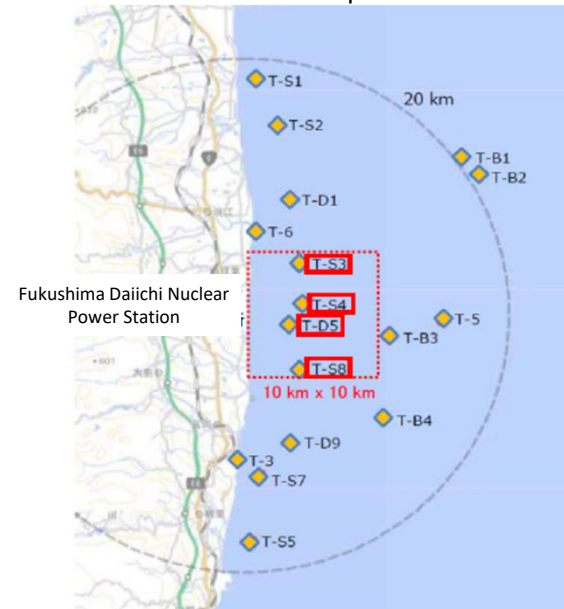 T-S1
20 km
T-S2
T-B1
T-B2
T-D1
T-6
T-S3
Fukushima Daiichi Nuclear
Power Station
T-S4
T-5
T-D5
T-B3
T-S8
10 km x 10 km
T-B4
T-D9
T-3
T-S7
T-S5